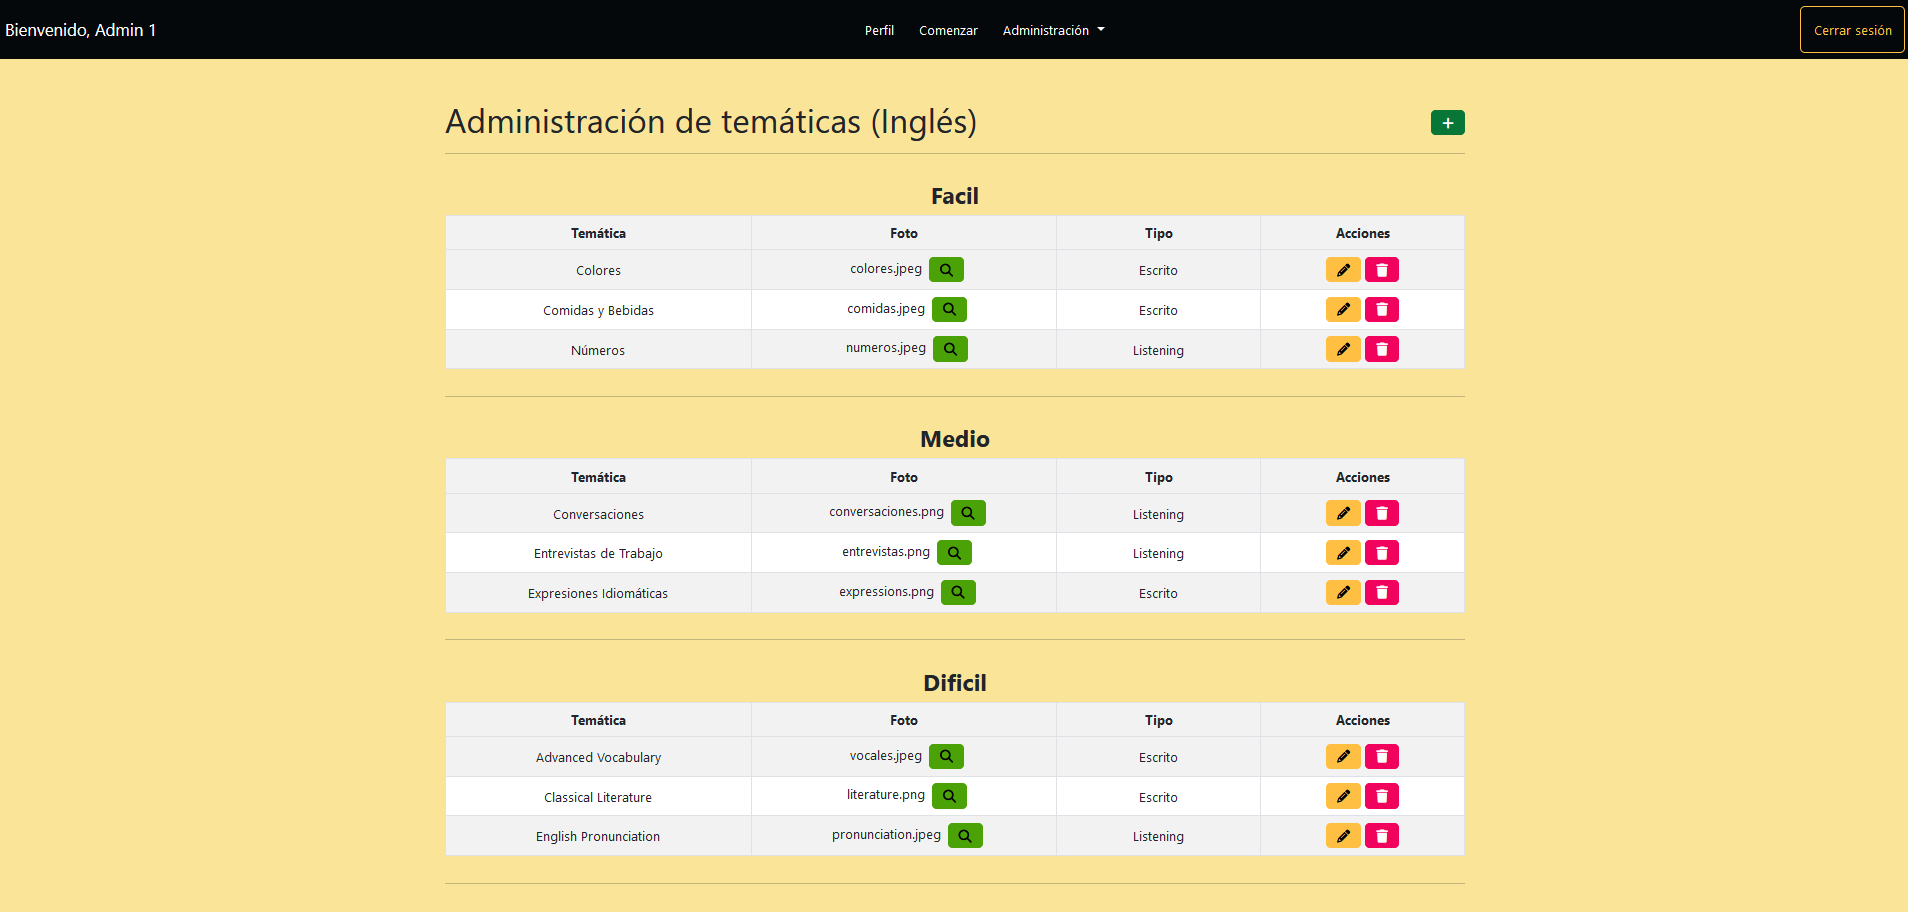 Bienvenido, Admin 1 Perfil Comenzar Administración Cerrar sesión
Administración de temáticas (Inglés) +
Facil
Temática Foto Tipo Acciones
Colores colores.jpeg Escrito
Comidas y Bebidas comidas.jpeg Escrito
Números numeros.jpeg Listening
Medio
Temática Foto Tipo Acciones
Conversaciones conversaciones.png Listening
Entrevistas de Trabajo entrevistas.png Listening
Expresiones Idiomáticas expressions.png Escrito
Dificil
Temática Foto Tipo Acciones
Advanced Vocabulary vocales.jpeg Escrito
Classical Literature literature.png Escrito
English Pronunciation pronunciation.jpeg Listening